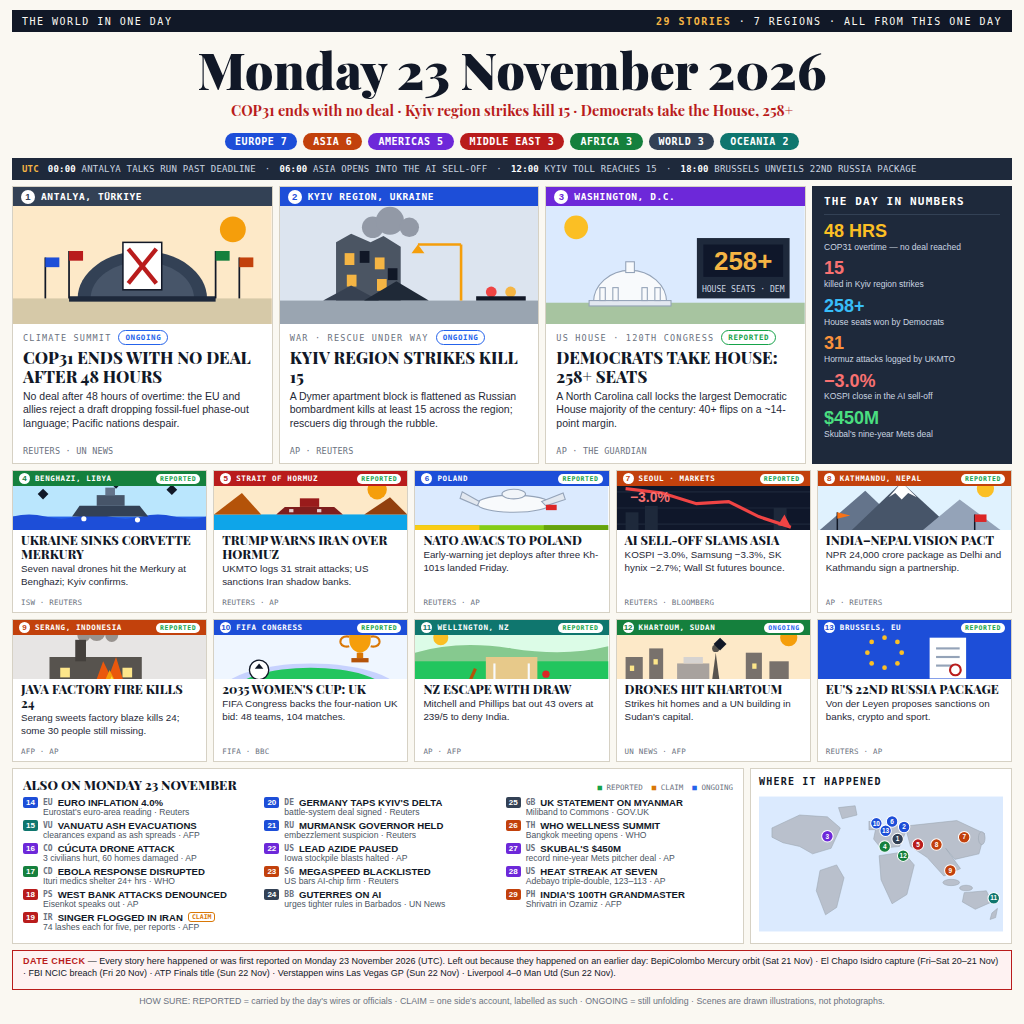 THE WORLD IN ONE DAY
29 STORIES · 7 REGIONS · ALL FROM THIS ONE DAY
Monday 23 November 2026
COP31 ends with no deal · Kyiv region strikes kill 15 · Democrats take the House, 258+
EUROPE 7 ASIA 6 AMERICAS 5 MIDDLE EAST 3 AFRICA 3 WORLD 3 OCEANIA 2
UTC 00:00 ANTALYA TALKS RUN PAST DEADLINE · 06:00 ASIA OPENS INTO THE AI SELL-OFF · 12:00 KYIV TOLL REACHES 15 · 18:00 BRUSSELS UNVEILS 22ND RUSSIA PACKAGE
1 ANTALYA, TÜRKIYE
CLIMATE SUMMIT ONGOING
COP31 ENDS WITH NO DEAL
AFTER 48 HOURS
No deal after 48 hours of overtime: the EU and
allies reject a draft dropping fossil-fuel phase-out
language; Pacific nations despair.
REUTERS · UN NEWS
2 KYIV REGION, UKRAINE
WAR · RESCUE UNDER WAY ONGOING
KYIV REGION STRIKES KILL
15
A Dymer apartment block is flattened as Russian
bombardment kills at least 15 across the region;
rescuers dig through the rubble.
AP · REUTERS
3 WASHINGTON, D.C.
258+
HOUSE SEATS · DEM
US HOUSE · 120TH CONGRESS REPORTED
DEMOCRATS TAKE HOUSE:
258+ SEATS
A North Carolina call locks the largest Democratic
House majority of the century: 40+ flips on a ~14-
point margin.
AP · THE GUARDIAN
THE DAY IN NUMBERS
48 HRS
COP31 overtime — no deal reached
15
killed in Kyiv region strikes
258+
House seats won by Democrats
31
Hormuz attacks logged by UKMTO
−3.0%
KOSPI close in the AI sell-off
$450M
Skubal's nine-year Mets deal
4 BENGHAZI, LIBYA REPORTED
UKRAINE SINKS CORVETTE
MERKURY
Seven naval drones hit the Merkury at
Benghazi; Kyiv confirms.
ISW · REUTERS
5 STRAIT OF HORMUZ REPORTED
TRUMP WARNS IRAN OVER
HORMUZ
UKMTO logs 31 strait attacks; US
sanctions Iran shadow banks.
REUTERS · AP
6 POLAND REPORTED
NATO AWACS TO POLAND
Early-warning jet deploys after three Kh-
101s landed Friday.
REUTERS · AP
7 SEOUL · MARKETS REPORTED
−3.0%
AI SELL-OFF SLAMS ASIA
KOSPI −3.0%, Samsung −3.3%, SK
hynix −2.7%; Wall St futures bounce.
REUTERS · BLOOMBERG
8 KATHMANDU, NEPAL REPORTED
INDIA–NEPAL VISION PACT
NPR 24,000 crore package as Delhi and
Kathmandu sign a partnership.
AP · REUTERS
9 SERANG, INDONESIA REPORTED
JAVA FACTORY FIRE KILLS
24
Serang sweets factory blaze kills 24;
some 30 people still missing.
AFP · AP
10 FIFA CONGRESS REPORTED
2035 WOMEN'S CUP: UK
FIFA Congress backs the four-nation UK
bid: 48 teams, 104 matches.
FIFA · BBC
11 WELLINGTON, NZ REPORTED
NZ ESCAPE WITH DRAW
Mitchell and Phillips bat out 43 overs at
239/5 to deny India.
AP · AFP
12 KHARTOUM, SUDAN ONGOING
DRONES HIT KHARTOUM
Strikes hit homes and a UN building in
Sudan's capital.
UN NEWS · AFP
13 BRUSSELS, EU REPORTED
EU'S 22ND RUSSIA PACKAGE
Von der Leyen proposes sanctions on
banks, crypto and sport.
REUTERS · AP
ALSO ON MONDAY 23 NOVEMBER
REPORTED CLAIM ONGOING
14 EU EURO INFLATION 4.0%
Eurostat's euro-area reading · Reuters
15 VU VANUATU ASH EVACUATIONS
clearances expand as ash spreads · AFP
16 CO CÚCUTA DRONE ATTACK
3 civilians hurt, 60 homes damaged · AP
17 CD EBOLA RESPONSE DISRUPTED
Ituri medics shelter 24+ hrs · WHO
18 PS WEST BANK ATTACKS DENOUNCED
Eisenkot speaks out · AP
19 IR SINGER FLOGGED IN IRAN CLAIM
74 lashes each for five, per reports · AFP
20 DE GERMANY TAPS KYIV'S DELTA
battle-system deal signed · Reuters
21 RU MURMANSK GOVERNOR HELD
embezzlement suspicion · Reuters
22 US LEAD AZIDE PAUSED
Iowa stockpile blasts halted · AP
23 SG MEGASPEED BLACKLISTED
US bars AI-chip firm · Reuters
24 BB GUTERRES ON AI
urges tighter rules in Barbados · UN News
25 GB UK STATEMENT ON MYANMAR
Miliband to Commons · GOV.UK
26 TH WHO WELLNESS SUMMIT
Bangkok meeting opens · WHO
27 US SKUBAL'S $450M
record nine-year Mets pitcher deal · AP
28 US HEAT STREAK AT SEVEN
Adebayo triple-double, 123–113 · AP
29 PH INDIA'S 100TH GRANDMASTER
Shrivatri in Ozamiz · AFP
WHERE IT HAPPENED
10 6 2
13
3 1 7
4 5 8
12
9
11
DATE CHECK — Every story here happened or was first reported on Monday 23 November 2026 (UTC). Left out because they happened on an earlier day: BepiColombo Mercury orbit (Sat 21 Nov) · El Chapo Isidro capture (Fri–Sat 20–21 Nov)
· FBI NCIC breach (Fri 20 Nov) · ATP Finals title (Sun 22 Nov) · Verstappen wins Las Vegas GP (Sun 22 Nov) · Liverpool 4–0 Man Utd (Sun 22 Nov).
HOW SURE: REPORTED = carried by the day's wires or officials · CLAIM = one side's account, labelled as such · ONGOING = still unfolding · Scenes are drawn illustrations, not photographs.